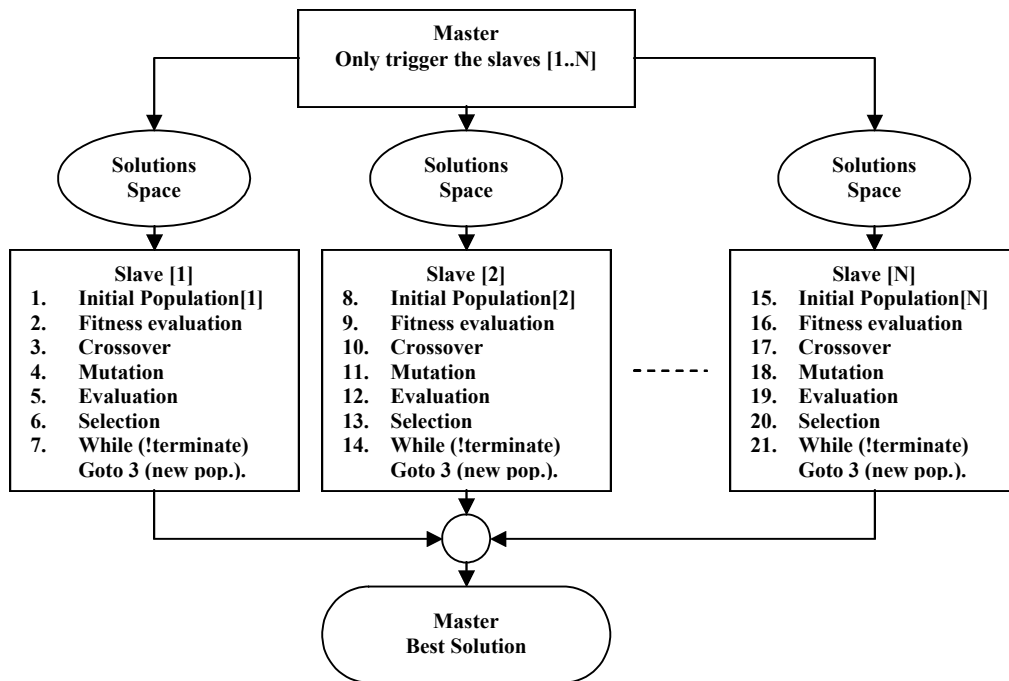 Master
Only trigger the slaves [1..N]
Solutions
Space
Solutions
Space
Solutions
Space
Slave [1]
1. Initial Population[1]
2. Fitness evaluation
3. Crossover
4. Mutation
5. Evaluation
6. Selection
7. While (!terminate)
Goto 3 (new pop.).
Slave [2]
8. Initial Population[2]
9. Fitness evaluation
10. Crossover
11. Mutation
12. Evaluation
13. Selection
14. While (!terminate)
Goto 3 (new pop.).
Slave [N]
15. Initial Population[N]
16. Fitness evaluation
17. Crossover
18. Mutation
19. Evaluation
20. Selection
21. While (!terminate)
Goto 3 (new pop.).
Master
Best Solution